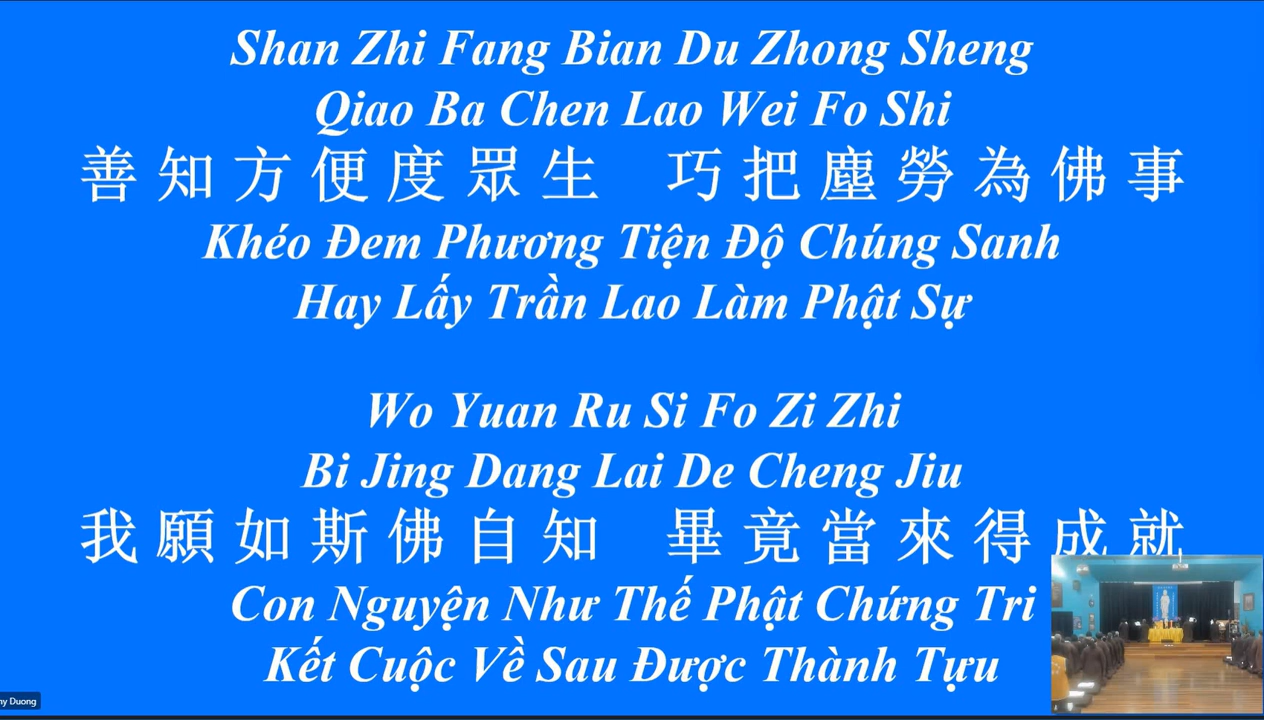 Shan Zhi Fang Bian Du Zhong Sheng
Qiao Ba Chen Lao Wei Fo Shi
善知方便度眾生 巧把塵勞為佛事
Khéo Đem Phương Tiện Độ Chúng Sanh
Hay Lấy Trần Lao Làm Phật Sự
Wo Yuan Ru Si Fo Zi Zhi
Bi Jing Dang Lai De Cheng Jiu
我願如斯佛自知 畢竟當來得成就
Con Nguyện Như Thế Phật Chứng Tri
Kết Cuộc Về Sau Được Thành Tựu
Duong